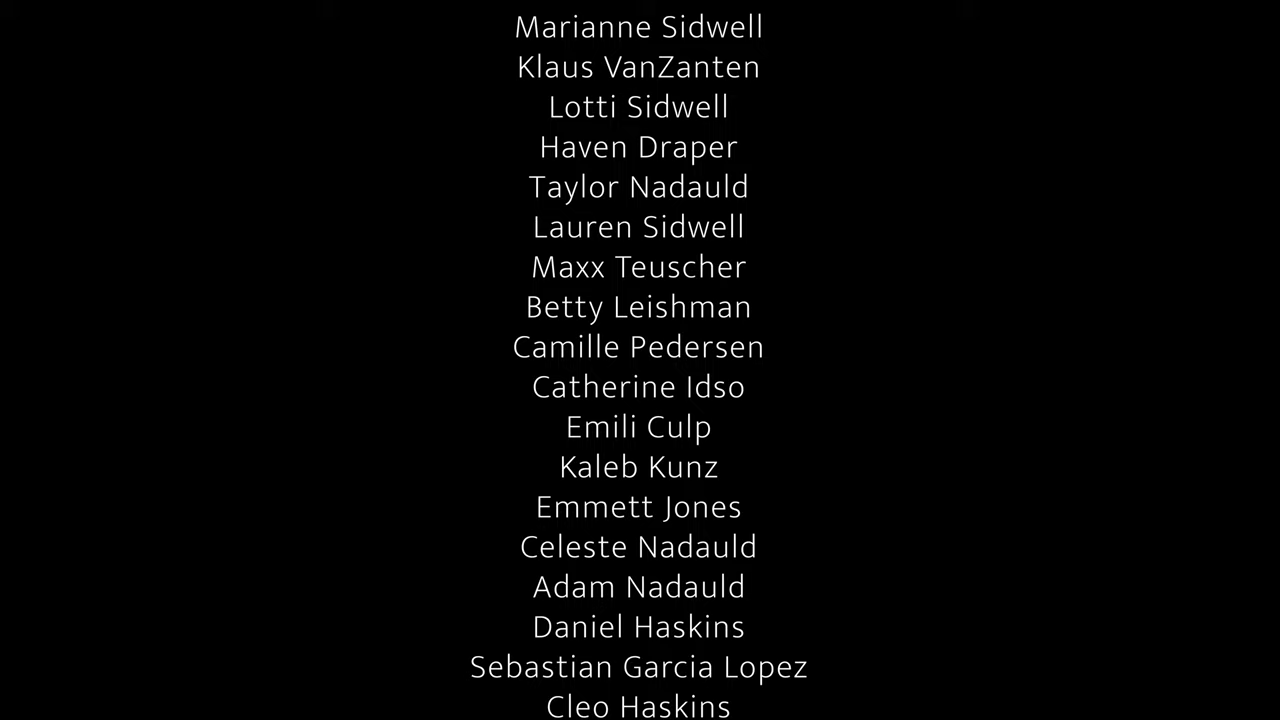 Marianne Sidwell
Klaus VanZanten
Lotti Sidwell
Haven Draper
Taylor Nadauld
Lauren Sidwell
Maxx Teuscher
Betty Leishman
Camille Pedersen
Catherine Idso
Emili Culp
Kaleb Kunz
Emmett Jones
Celeste Nadauld
Adam Nadauld
Daniel Haskins
Sebastian Garcia Lopez
Cleo Haskins